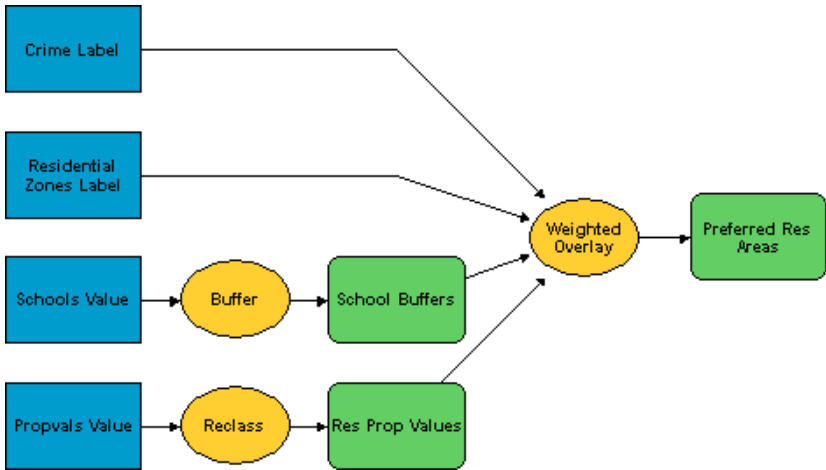 Crime Label
Residential
Zones Label
Weighted
Overlay
Preferred Res
Areas
Schools Value
Buffer
School Buffers
Propvals Value
Reclass
Res Prop Values